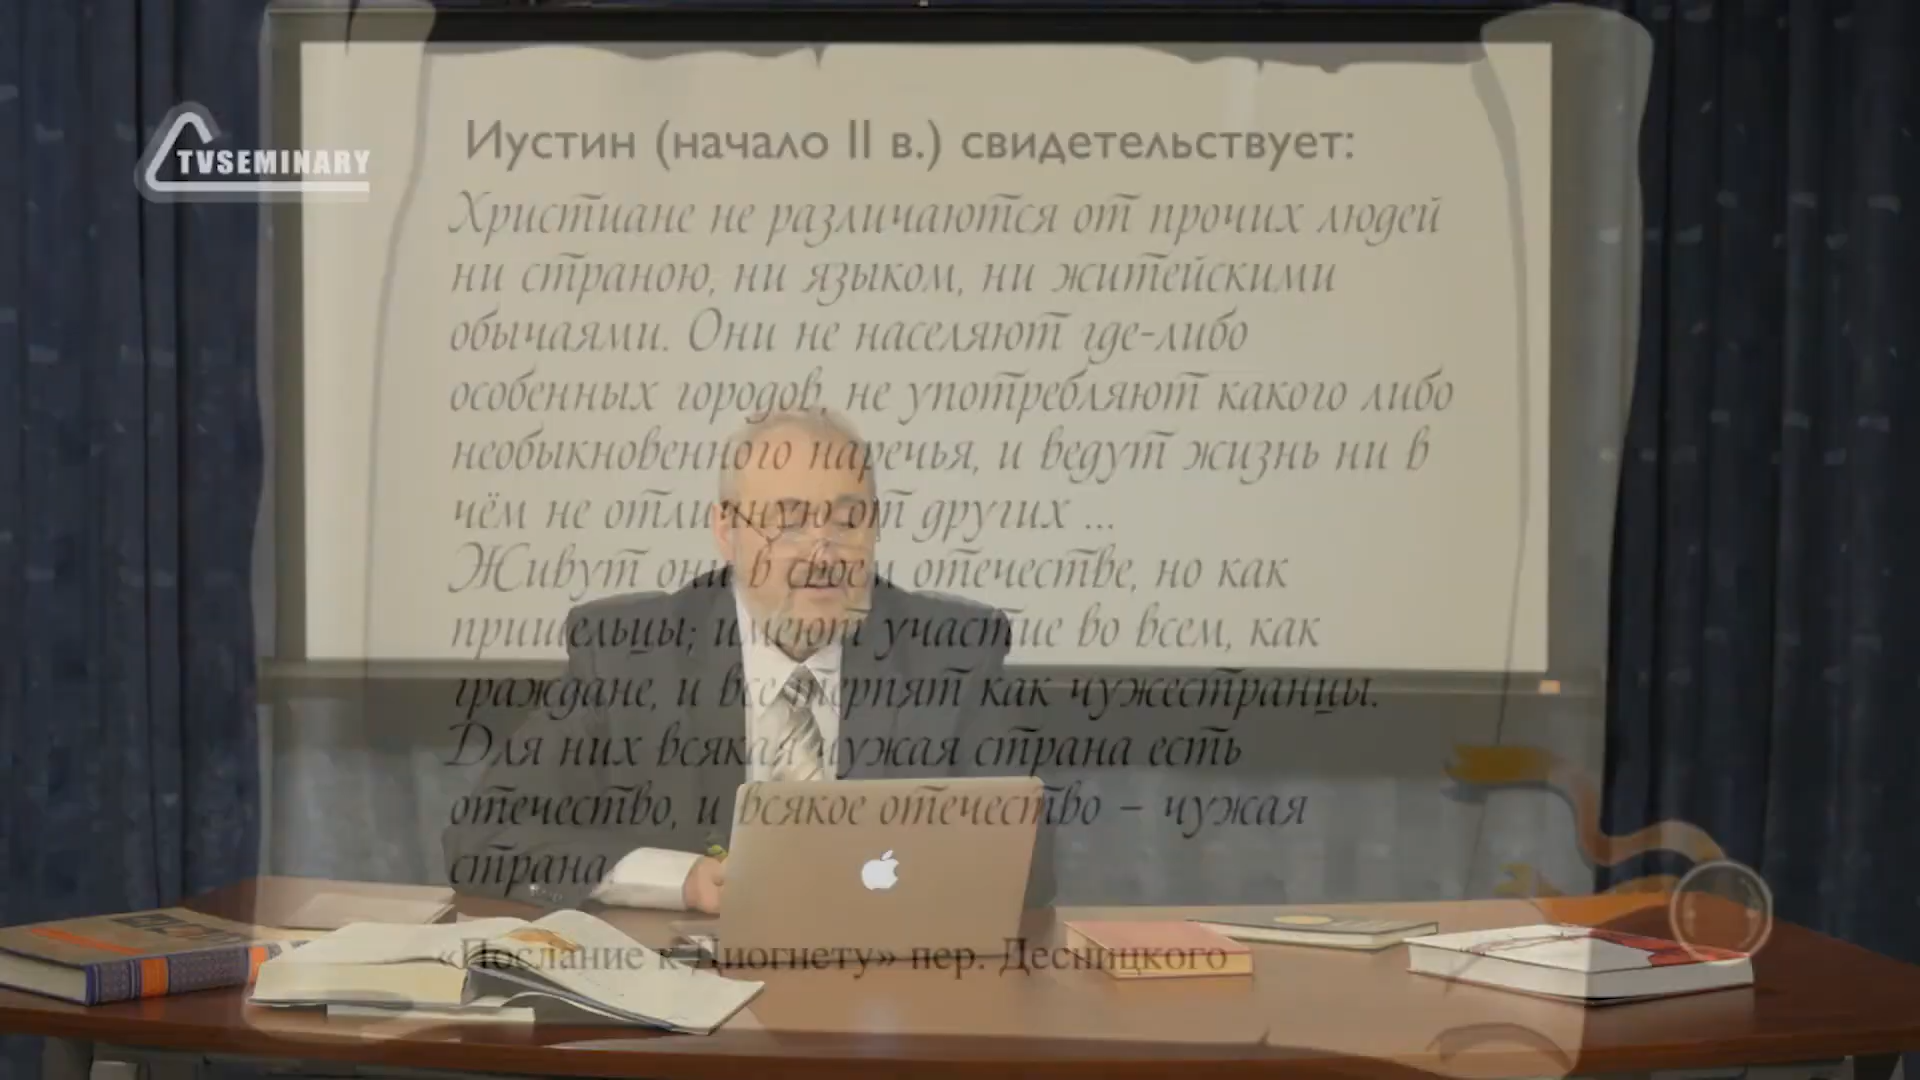 TVSEMINARY
Иустин (начало II в.) свидетельствует:
Христиане не различаются от прочих людей
ни страною, ни языком, ни житейскими
обычаями. Они не населяют где-либо
особенных городов, не употребляют какого либо
необыкновенного наречья, и ведут жизнь ни в
чём не отличную от других ...
Живут они в своем отечестве, но как
пришельцы; имеют участие во всем, как
граждане, и все терпят как чужестранцы.
Для них всякая чужая страна есть
отечество, и всякое отечество – чужая
страна.
«Послание к Диогнету» пер. Десницкого